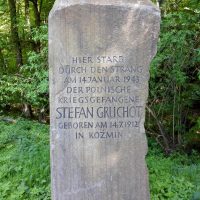 HIER STARB
DURCH DEN STRANG
AM 14. JANUAR 1943
DER POLNISCHE
KRIEGSGEFANGENE
STEFAN GRUCHOT
GEBOREN AM 14.7.1912
IN KOŹMIN